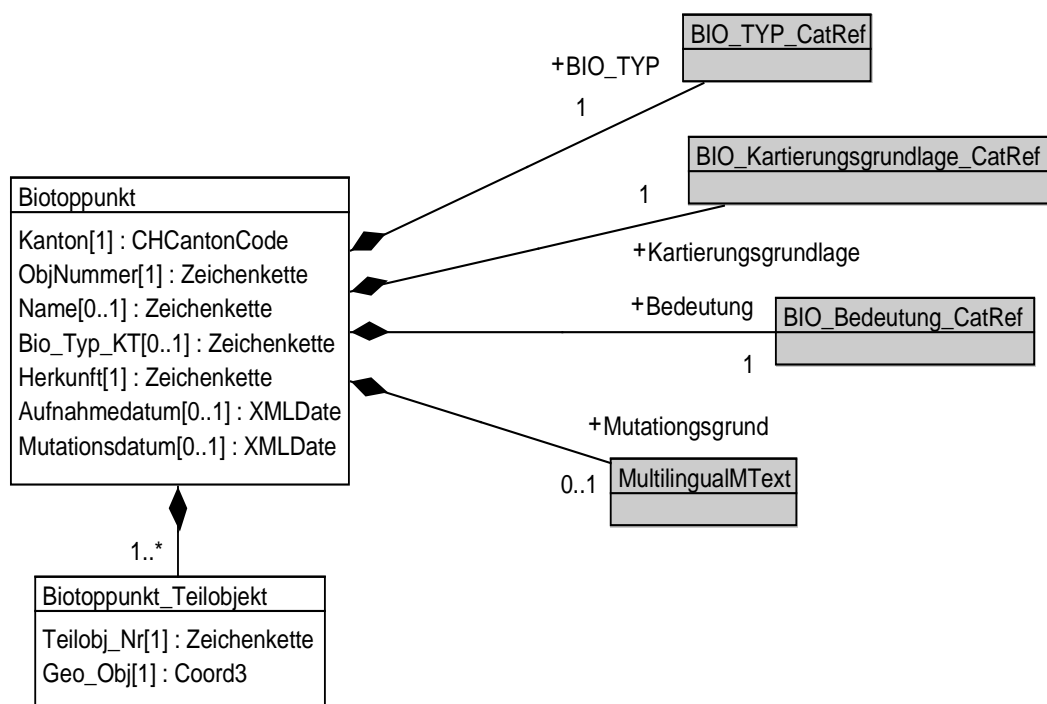 BIO_TYP_CatRef
+BIO_TYP
1
BIO_Kartierungsgrundlage_CatRef
1
+Kartierungsgrundlage
Biotoppunkt
Kanton[1] : CHCantonCode
ObjNummer[1] : Zeichenkette
Name[0..1] : Zeichenkette
Bio_Typ_KT[0..1] : Zeichenkette
Herkunft[1] : Zeichenkette
Aufnahmedatum[0..1] : XMLDate
Mutationsdatum[0..1] : XMLDate
+Bedeutung
BIO_Bedeutung_CatRef
1
+Mutationgsgrund
0..1
MultilingualMText
1..*
Biotoppunkt_Teilobjekt
Teilobj_Nr[1] : Zeichenkette
Geo_Obj[1] : Coord3